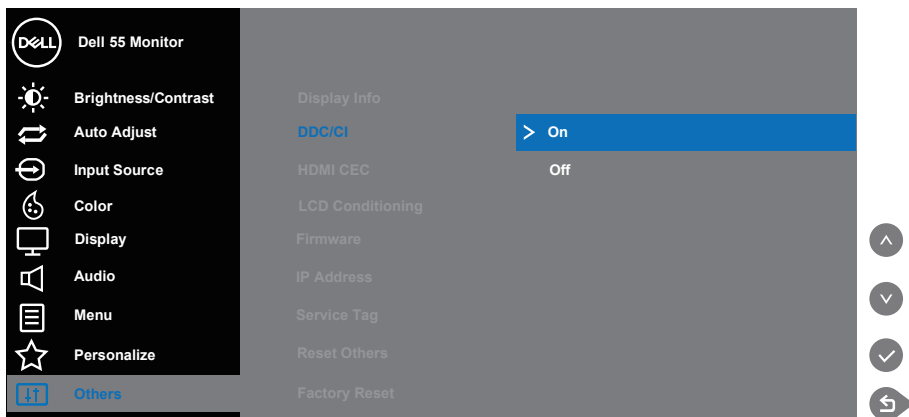 DELL
Dell 55 Monitor
Brightness/Contrast
Auto Adjust
Input Source
Color
Display
Audio
Menu
Personalize
Others
Display Info
DDC/CI
HDMI CEC
LCD Conditioning
Firmware
IP Address
Service Tag
Reset Others
Factory Reset
> On
Off